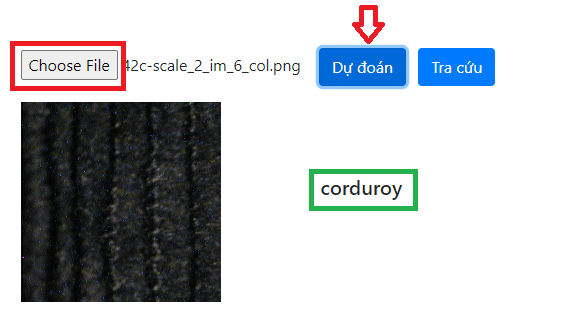 Choose File 42c-scale_2_im_6_col.png Dự đoán Tra cứu
corduroy